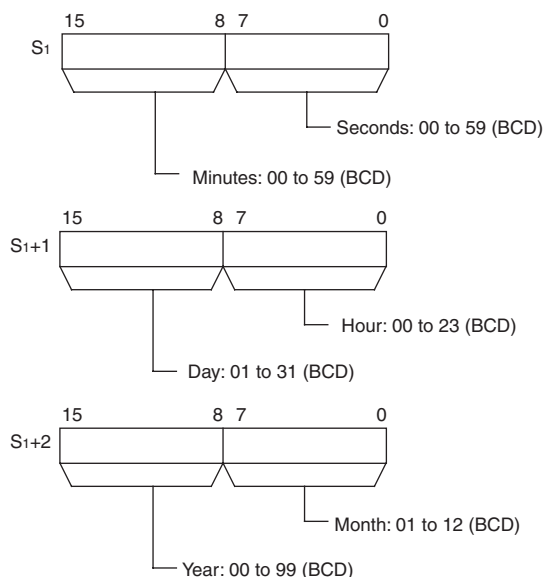 15 8 7 0
S1
Seconds: 00 to 59 (BCD)
Minutes: 00 to 59 (BCD)
15 8 7 0
S1+1
Hour: 00 to 23 (BCD)
Day: 01 to 31 (BCD)
15 8 7 0
S1+2
Month: 01 to 12 (BCD)
Year: 00 to 99 (BCD)